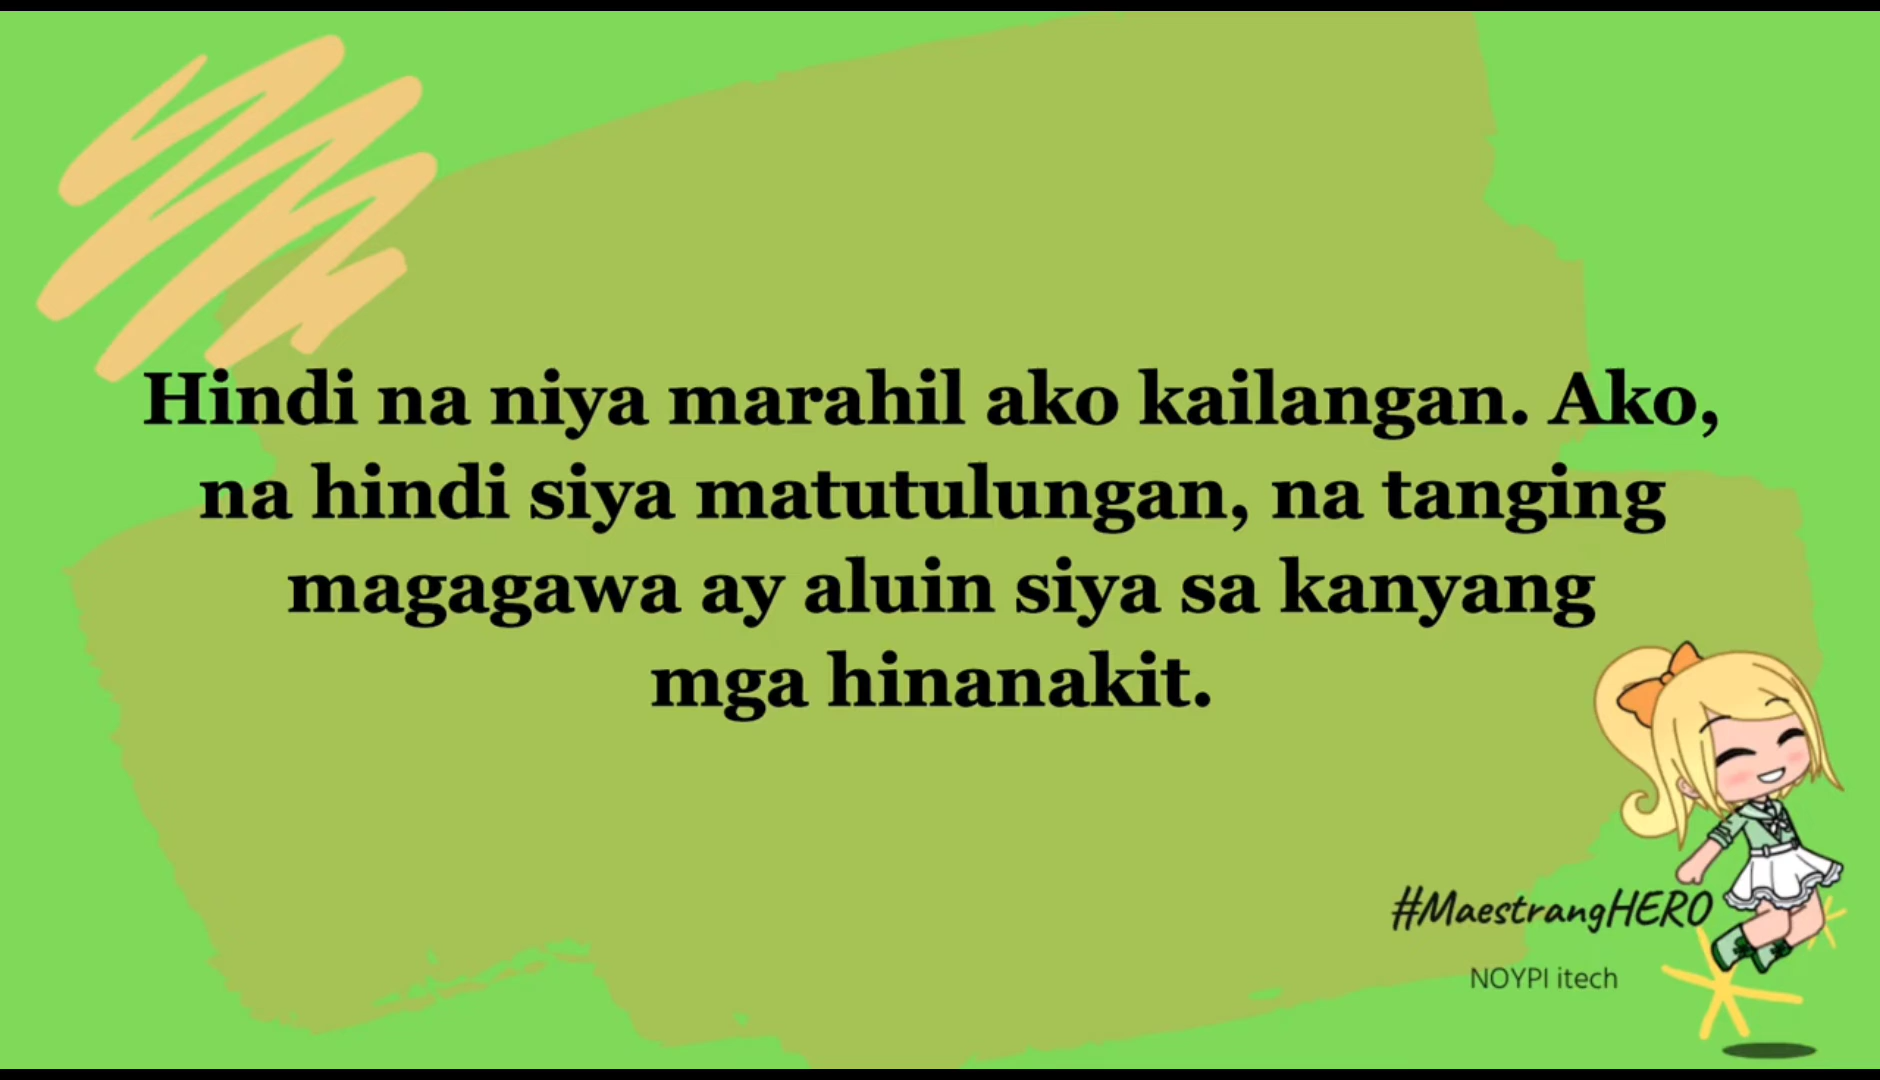 Hindi na niya marahil ako kailangan. Ako,
na hindi siya matutulungan, na tanging
magagawa ay aluin siya sa kanyang
mga hinanakit.
#MaestrangHERO
NOYPI itech